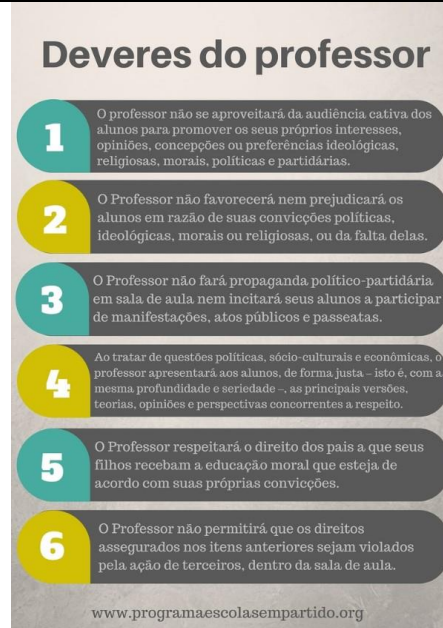 Deveres do professor
1
O professor não se aproveitará da audiência cativa dos
alunos para promover os seus próprios interesses,
opiniões, concepções ou preferências ideológicas,
religiosas, morais, políticas e partidárias.
2
O Professor não favorecerá nem prejudicará os
alunos em razão de suas convicções políticas,
ideológicas, morais ou religiosas, ou da falta delas.
3
O Professor não fará propaganda político-partidária
em sala de aula nem incitará seus alunos a participar
de manifestações, atos públicos e passeatas.
4
Ao tratar de questões políticas, sócio-culturais e econômicas, o
professor apresentará aos alunos, de forma justa – isto é, com a
mesma profundidade e seriedade –, as principais versões,
teorias, opiniões e perspectivas concorrentes a respeito.
5
O Professor respeitará o direito dos pais a que seus
filhos recebam a educação moral que esteja de
acordo com suas próprias convicções.
6
O Professor não permitirá que os direitos
assegurados nos itens anteriores sejam violados
pela ação de terceiros, dentro da sala de aula.
www.programaescolasempartido.org